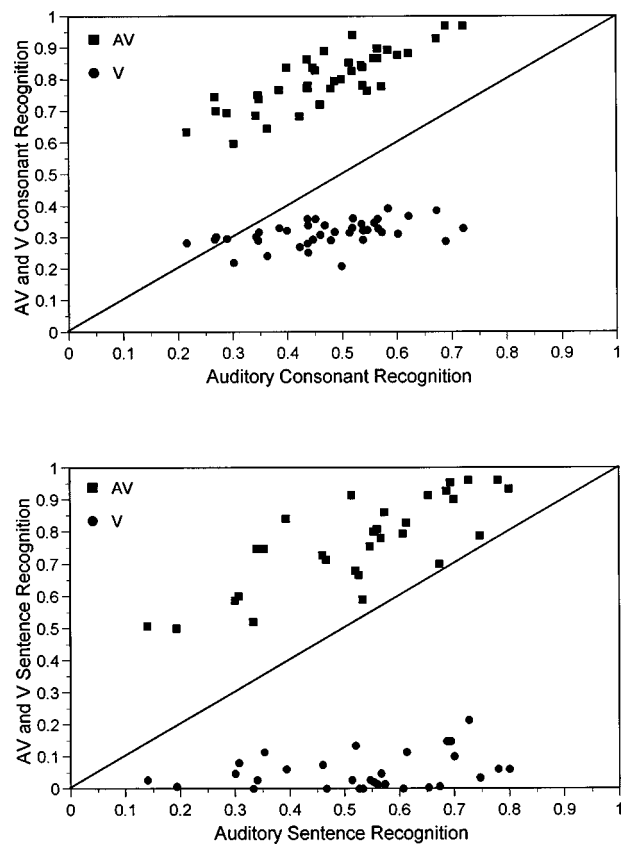 1
0.9
0.8
0.7
0.6
0.5
0.4
0.3
0.2
0.1
0
AV
V
AV and V Consonant Recognition
0 0.1 0.2 0.3 0.4 0.5 0.6 0.7 0.8 0.9 1
Auditory Consonant Recognition
1
0.9
0.8
0.7
0.6
0.5
0.4
0.3
0.2
0.1
0
AV
V
AV and V Sentence Recognition
0 0.1 0.2 0.3 0.4 0.5 0.6 0.7 0.8 0.9 1
Auditory Sentence Recognition